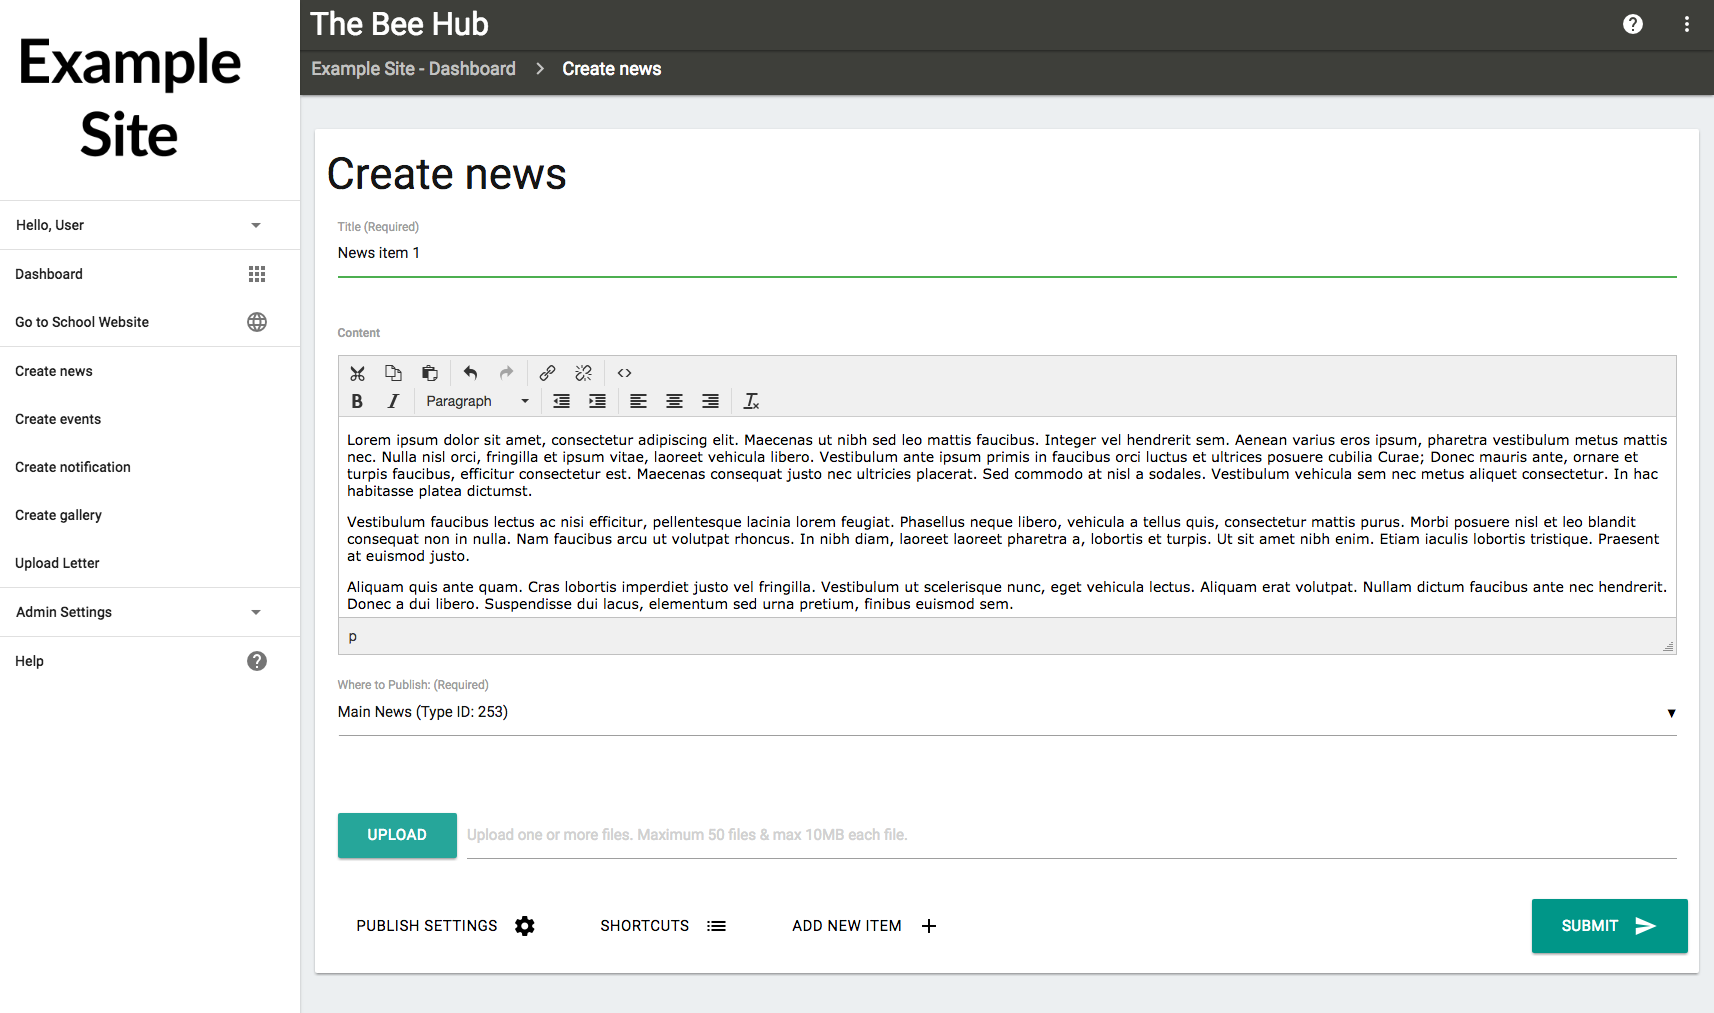 Example
Site
Hello, User
Dashboard
Go to School Website
Create news
Create events
Create notification
Create gallery
Upload Letter
Admin Settings
Help
The Bee Hub
Example Site - Dashboard > Create news
Create news
Title (Required)
News item 1
Content
B I Paragraph
Lorem ipsum dolor sit amet, consectetur adipiscing elit. Maecenas ut nibh sed leo mattis faucibus. Integer vel hendrerit sem. Aenean varius eros ipsum, pharetra vestibulum metus mattis
nec. Nulla nisl orci, fringilla et ipsum vitae, laoreet vehicula libero. Vestibulum ante ipsum primis in faucibus orci luctus et ultrices posuere cubilia Curae; Donec mauris ante, ornare et
turpis faucibus, efficitur consectetur est. Maecenas consequat justo nec ultricies placerat. Sed commodo at nisl a sodales. Vestibulum vehicula sem nec metus aliquet consectetur. In hac
habitasse platea dictumst.
Vestibulum faucibus lectus ac nisi efficitur, pellentesque lacinia lorem feugiat. Phasellus neque libero, vehicula a tellus quis, consectetur mattis purus. Morbi posuere nisl et leo blandit
consequat non in nulla. Nam faucibus arcu ut volutpat rhoncus. In nibh diam, laoreet laoreet pharetra a, lobortis et turpis. Ut sit amet nibh enim. Etiam iaculis lobortis tristique. Praesent
at euismod justo.
Aliquam quis ante quam. Cras lobortis imperdiet justo vel fringilla. Vestibulum ut scelerisque nunc, eget vehicula lectus. Aliquam erat volutpat. Nullam dictum faucibus ante nec hendrerit.
Donec a dui libero. Suspendisse dui lacus, elementum sed urna pretium, finibus euismod sem.
p
Where to Publish: (Required)
Main News (Type ID: 253)
UPLOAD Upload one or more files. Maximum 50 files & max 10MB each file.
PUBLISH SETTINGS SHORTCUTS ADD NEW ITEM SUBMIT